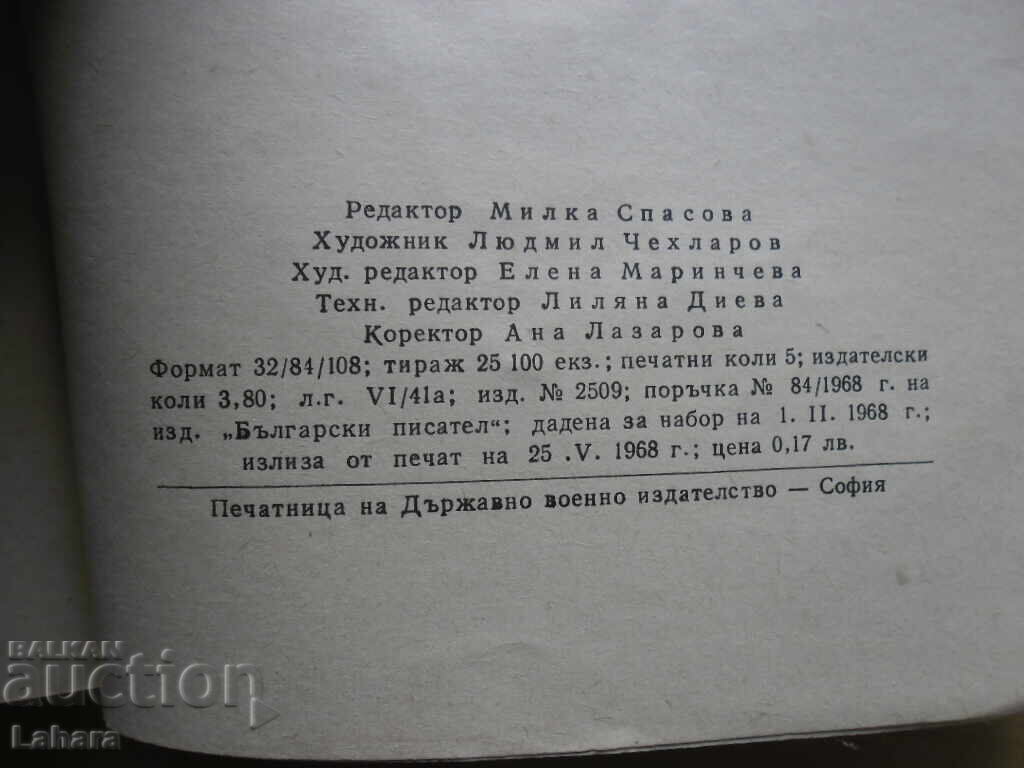 Редактор Милка Спасова
Художник Людмил Чехларов
Худ. редактор Елена Маринчева
Техн. редактор Лиляна Диева
Коректор Ана Лазарова
Формат 32/84/108; тираж 25 100 екз.; печатни коли 5; издателски
коли 3,80; л.г. VI/41а; изд. № 2509; поръчка № 84/1968 г. на
изд. „Български писател“; дадена за набор на 1. II. 1968 г.;
излиза от печат на 25 .V. 1968 г.; цена 0,17 лв.
Печатница на Държавно военно издателство — София
BALKAN
auction
Lahara